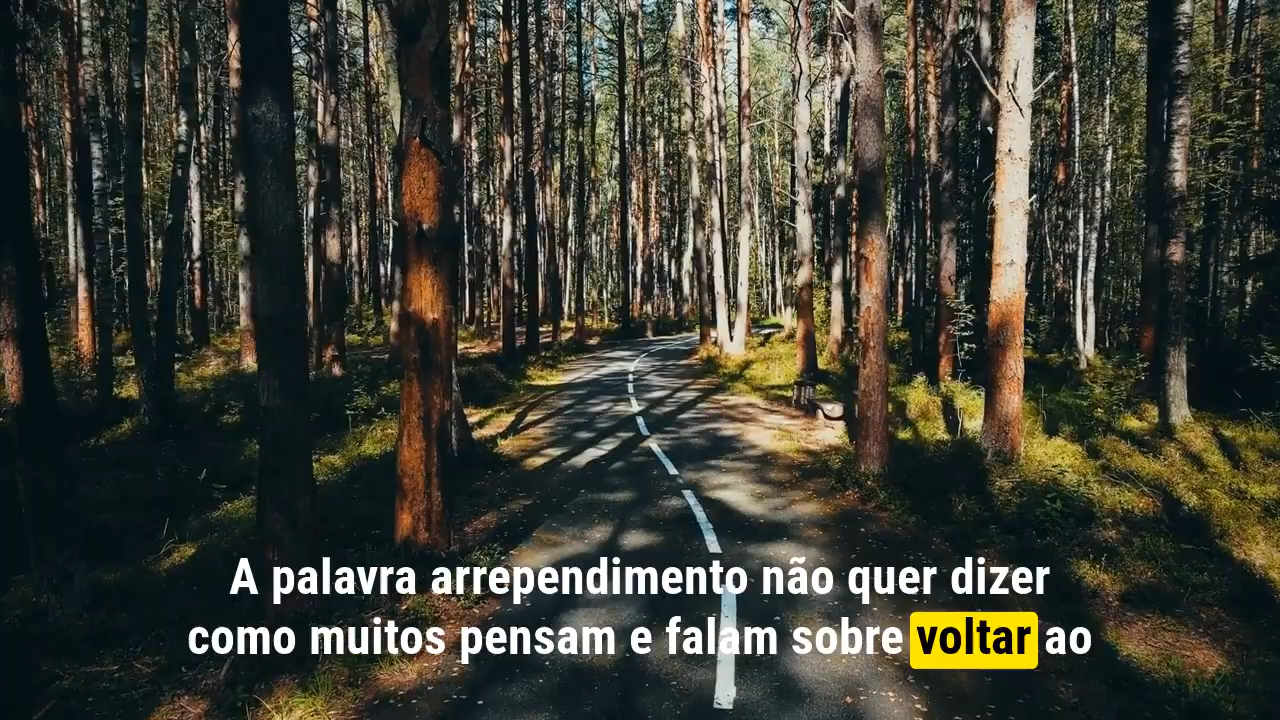 A palavra arrependimento não quer dizer
como muitos pensam e falam sobre voltar ao